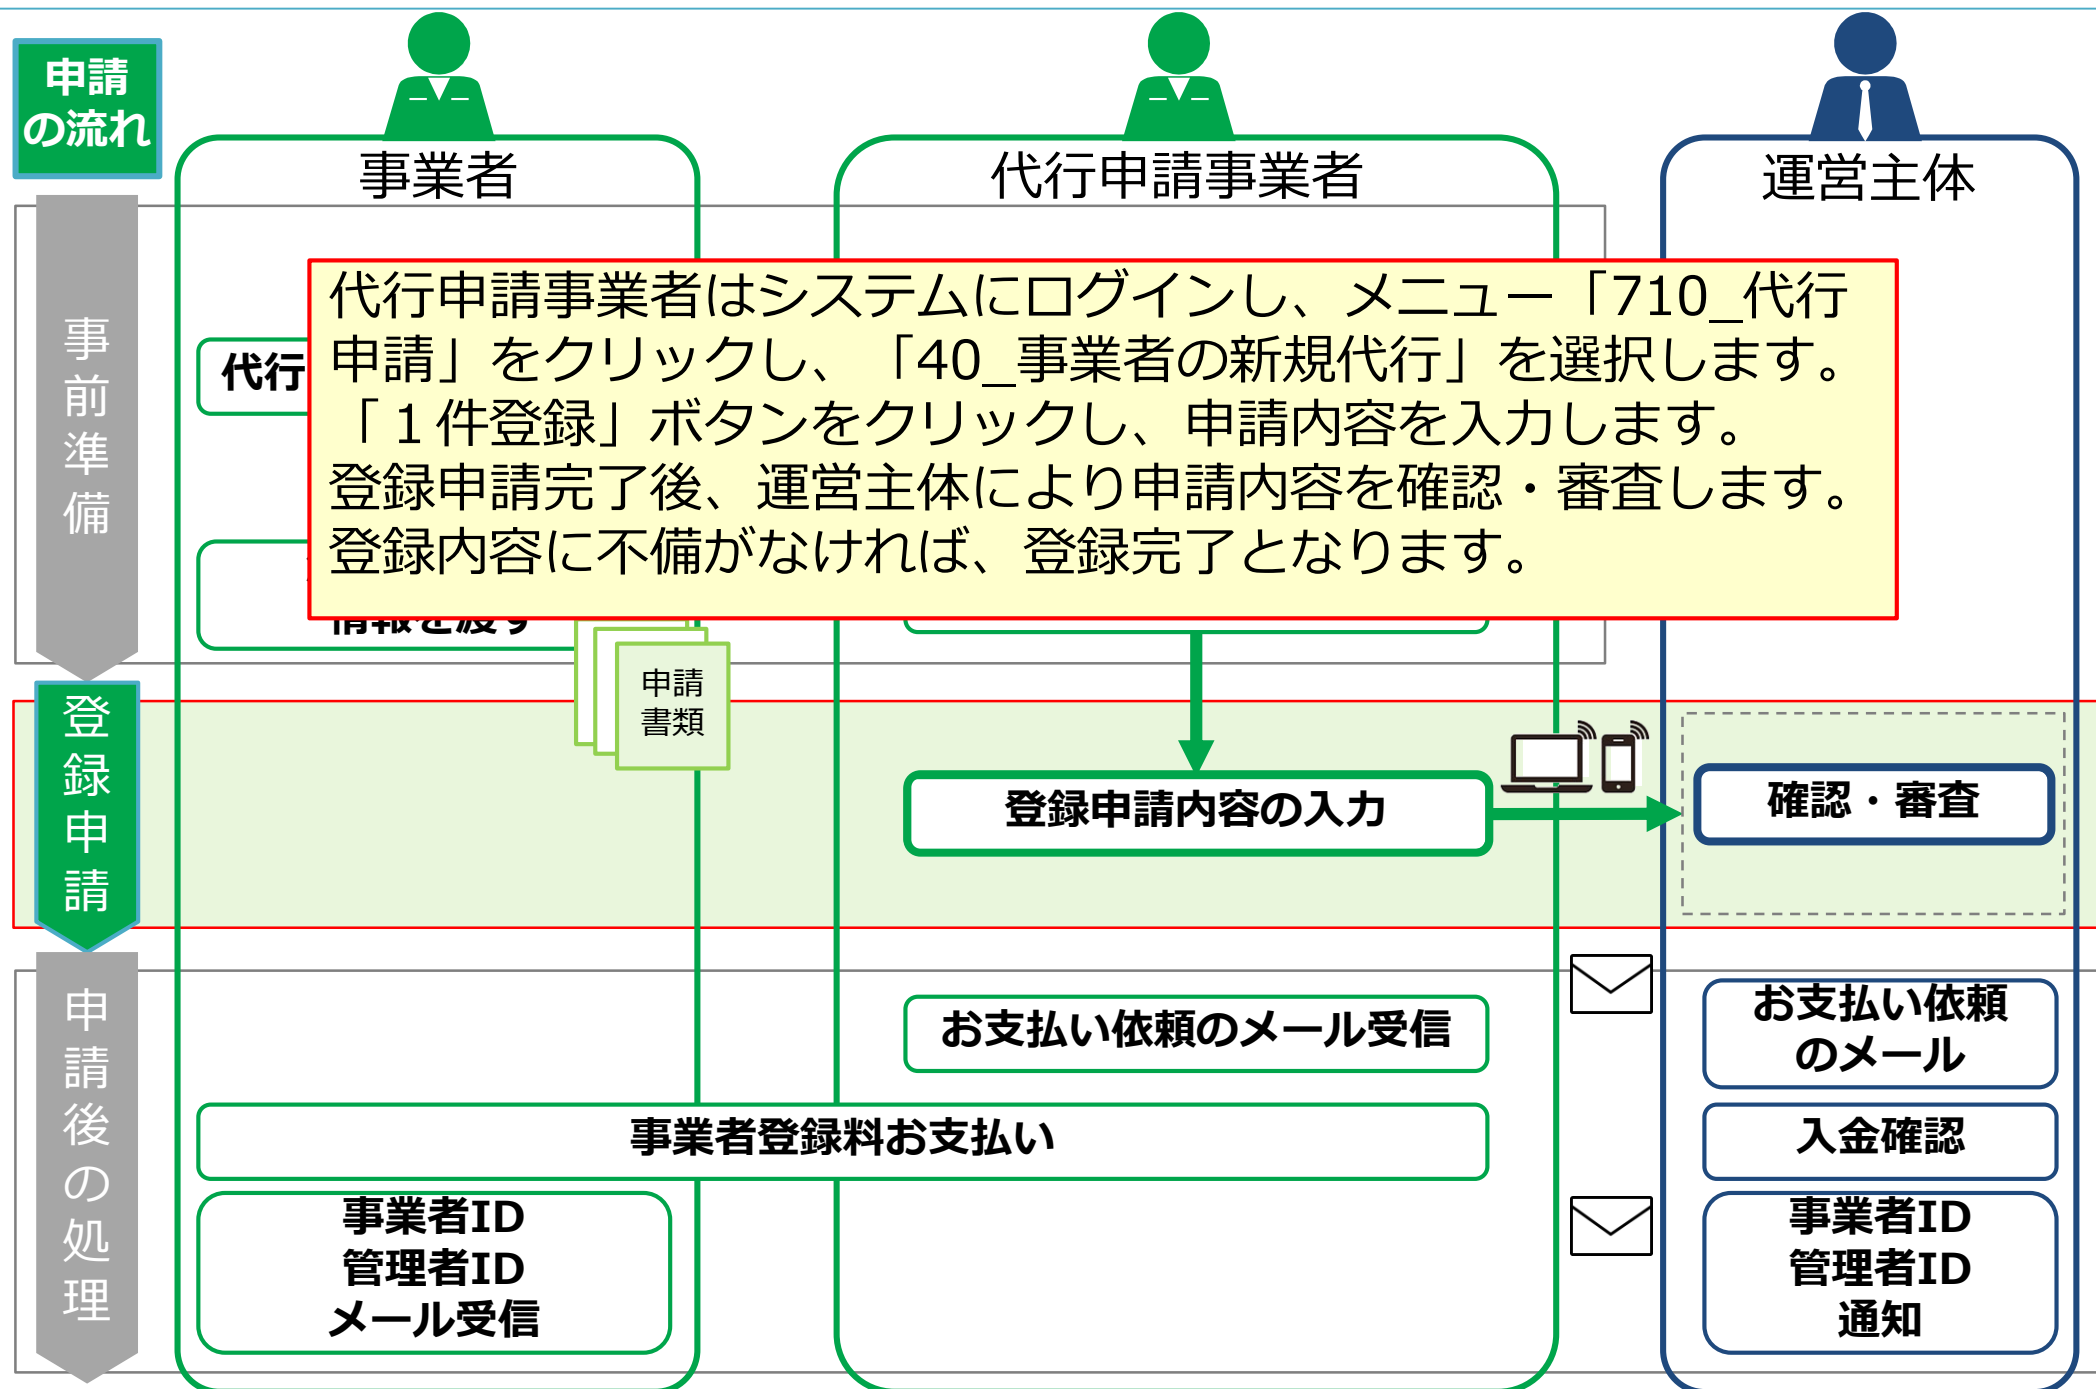 申請
の流れ
事業者
代行申請事業者
運営主体
事前準備
代行
代行申請事業者はシステムにログインし、メニュー「710_代行
申請」をクリックし、「40_事業者の新規代行」を選択します。
「１件登録」ボタンをクリックし、申請内容を入力します。
登録申請完了後、運営主体により申請内容を確認・審査します。
登録内容に不備がなければ、登録完了となります。
情報を渡す
申請
書類
登録申請
登録申請内容の入力
確認・審査
申請後の処理
お支払い依頼のメール受信
お支払い依頼
のメール
事業者登録料お支払い
入金確認
事業者ID
管理者ID
メール受信
事業者ID
管理者ID
通知